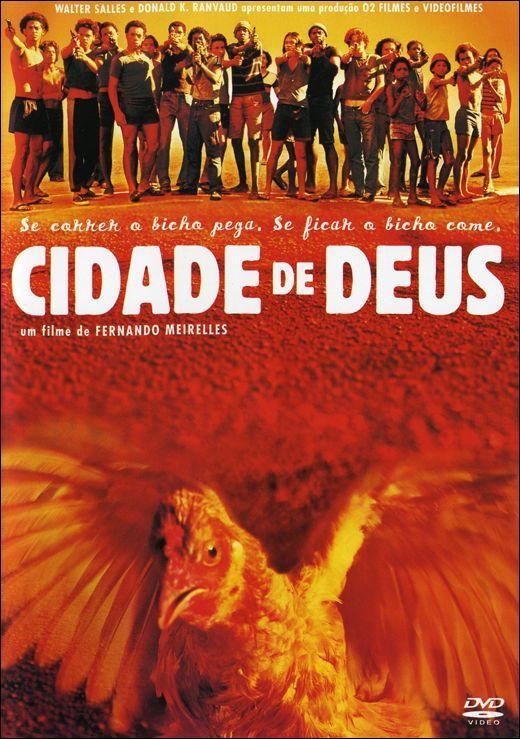 WALTER SALLES e DONALD K. RANVAUD apresentam uma produção O2 FILMES e VIDEOFILMES
Se correr o bicho pega. Se ficar o bicho come.
CIDADE DE DEUS
um filme de FERNANDO MEIRELLES
DVD
VIDEO